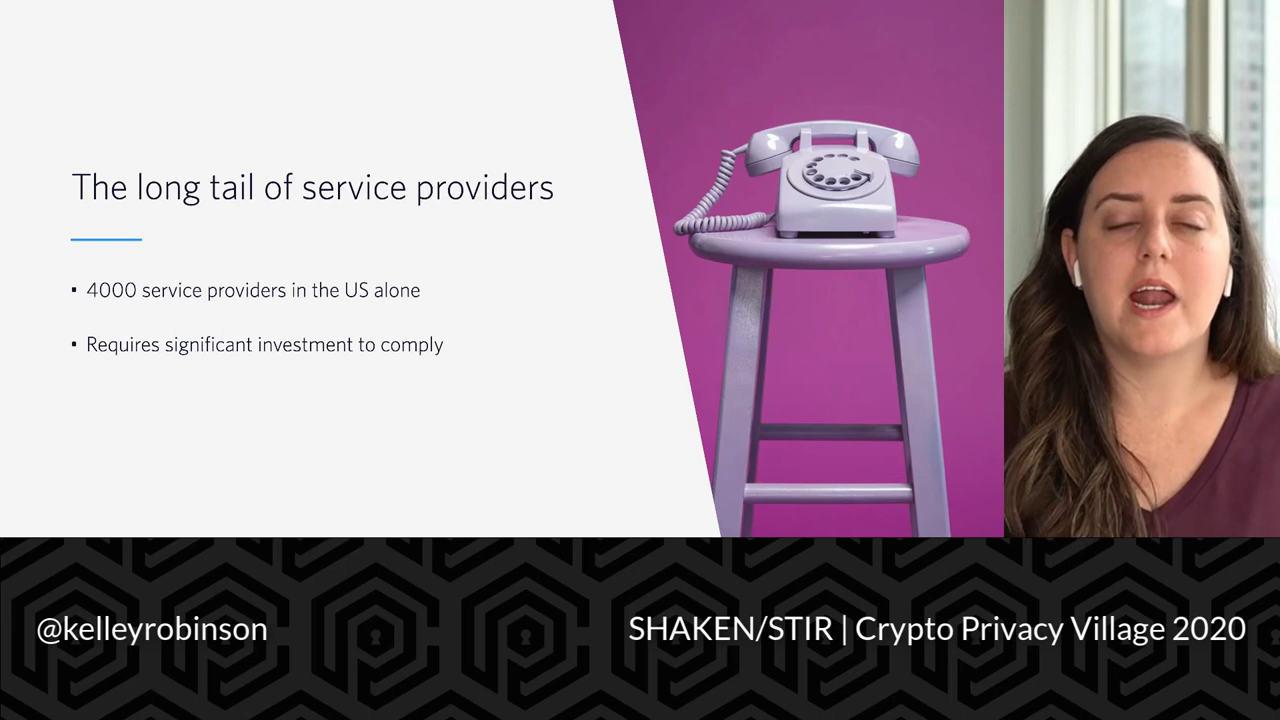 The long tail of service providers
▪ 4000 service providers in the US alone
▪ Requires significant investment to comply
@kelleyrobinson
SHAKEN/STIR | Crypto Privacy Village 2020